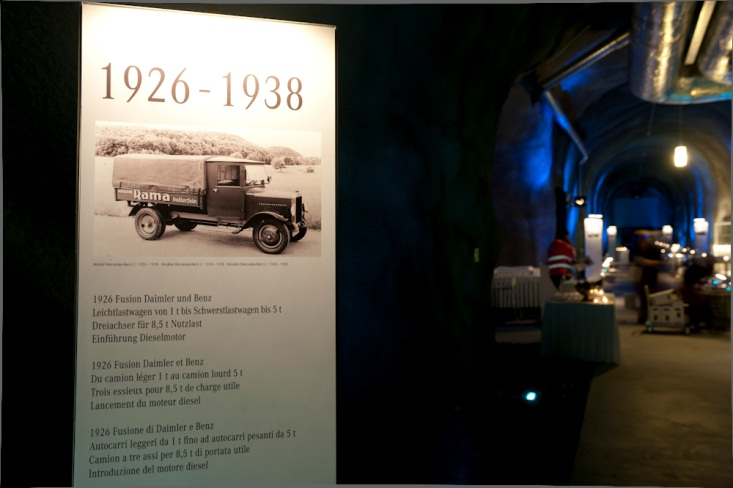 1926 - 1938
Rama butterfein
1926 Fusion Daimler und Benz
Leichtlastwagen von 1 t bis Schwerstlastwagen bis 5 t
Dreiachser für 8,5 t Nutzlast
Einführung Dieselmotor
1926 Fusion Daimler et Benz
Du camion léger 1 t au camion lourd 5 t
Trois essieux pour 8,5 t de charge utile
Lancement du moteur diesel
1926 Fusione di Daimler e Benz
Autocarri leggeri da 1 t fino ad autocarri pesanti da 5 t
Camion a tre assi per 8,5 t di portata utile
Introduzione del motore diesel